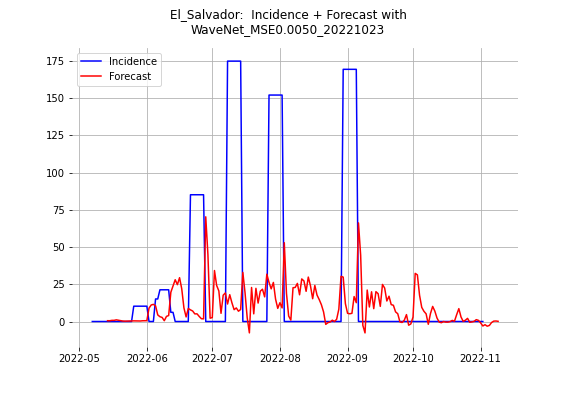 El_Salvador:  Incidence + Forecast with
WaveNet_MSE0.0050_20221023
Incidence
Forecast
175
150
125
100
75
50
25
0
2022-05 2022-06 2022-07 2022-08 2022-09 2022-10 2022-11